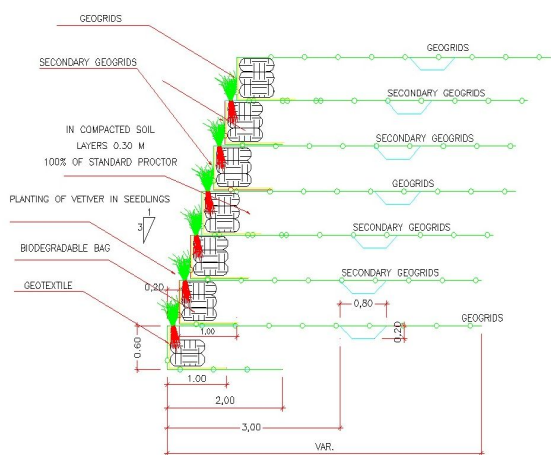 GEOGRIDS
GEOGRIDS
SECONDARY GEOGRIDS
SECONDARY GEOGRIDS
IN COMPACTED SOIL
LAYERS 0.30 M
100% OF STANDARD PROCTOR
SECONDARY GEOGRIDS
GEOGRIDS
PLANTING OF VETIVER IN SEEDLINGS
1
3
SECONDARY GEOGRIDS
BIODEGRADABLE BAG
SECONDARY GEOGRIDS
GEOTEXTILE
0,20
0,80
GEOGRIDS
1,00
0,20
0.60
1.00
2,00
3,00
VAR.